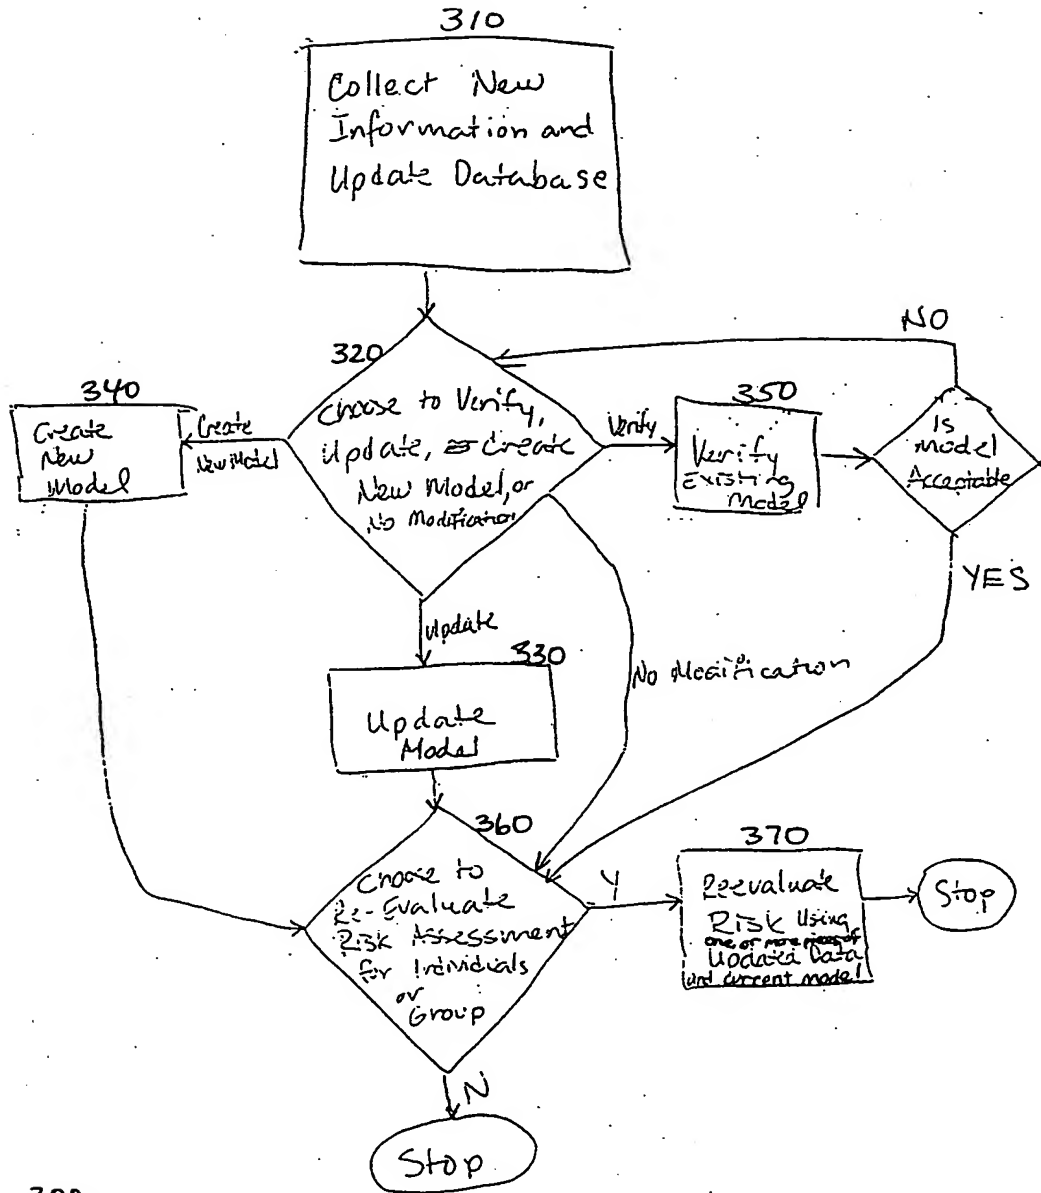 310
Collect New
Information and
Update Database
NO
320
340
350
Create
New
Model
Create
New Model
Choose to Verify,
Update, or Create
New Model, or
No Modification
Verify
Verify
Existing
Model
Is
Model
Acceptable
YES
Update
330
No Modification
Update
Model
360
370
Choose to
Re-Evaluate
Risk Assessment
for Individuals
or
Group
Y
Reevaluate
Risk Using
one or more pieces of
Updated Data
and current model
Stop
N
Stop